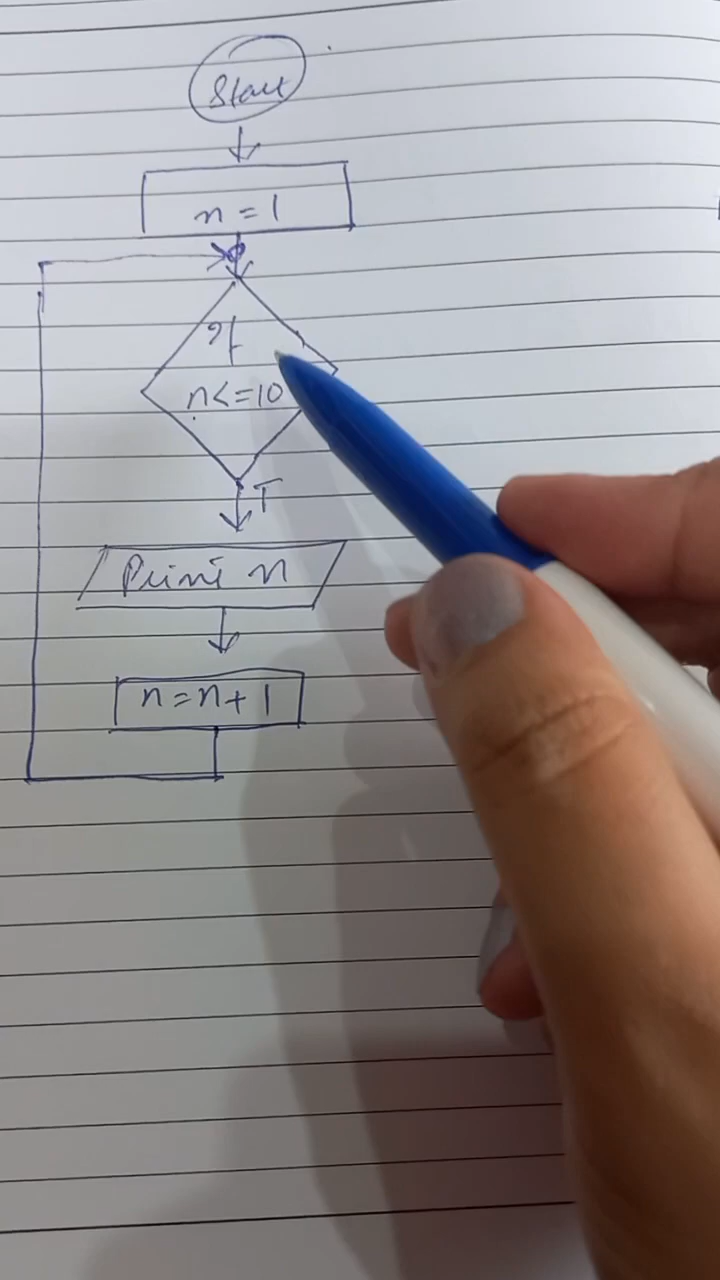 Start
n = 1
If
n<=10
T
Print n
n = n + 1